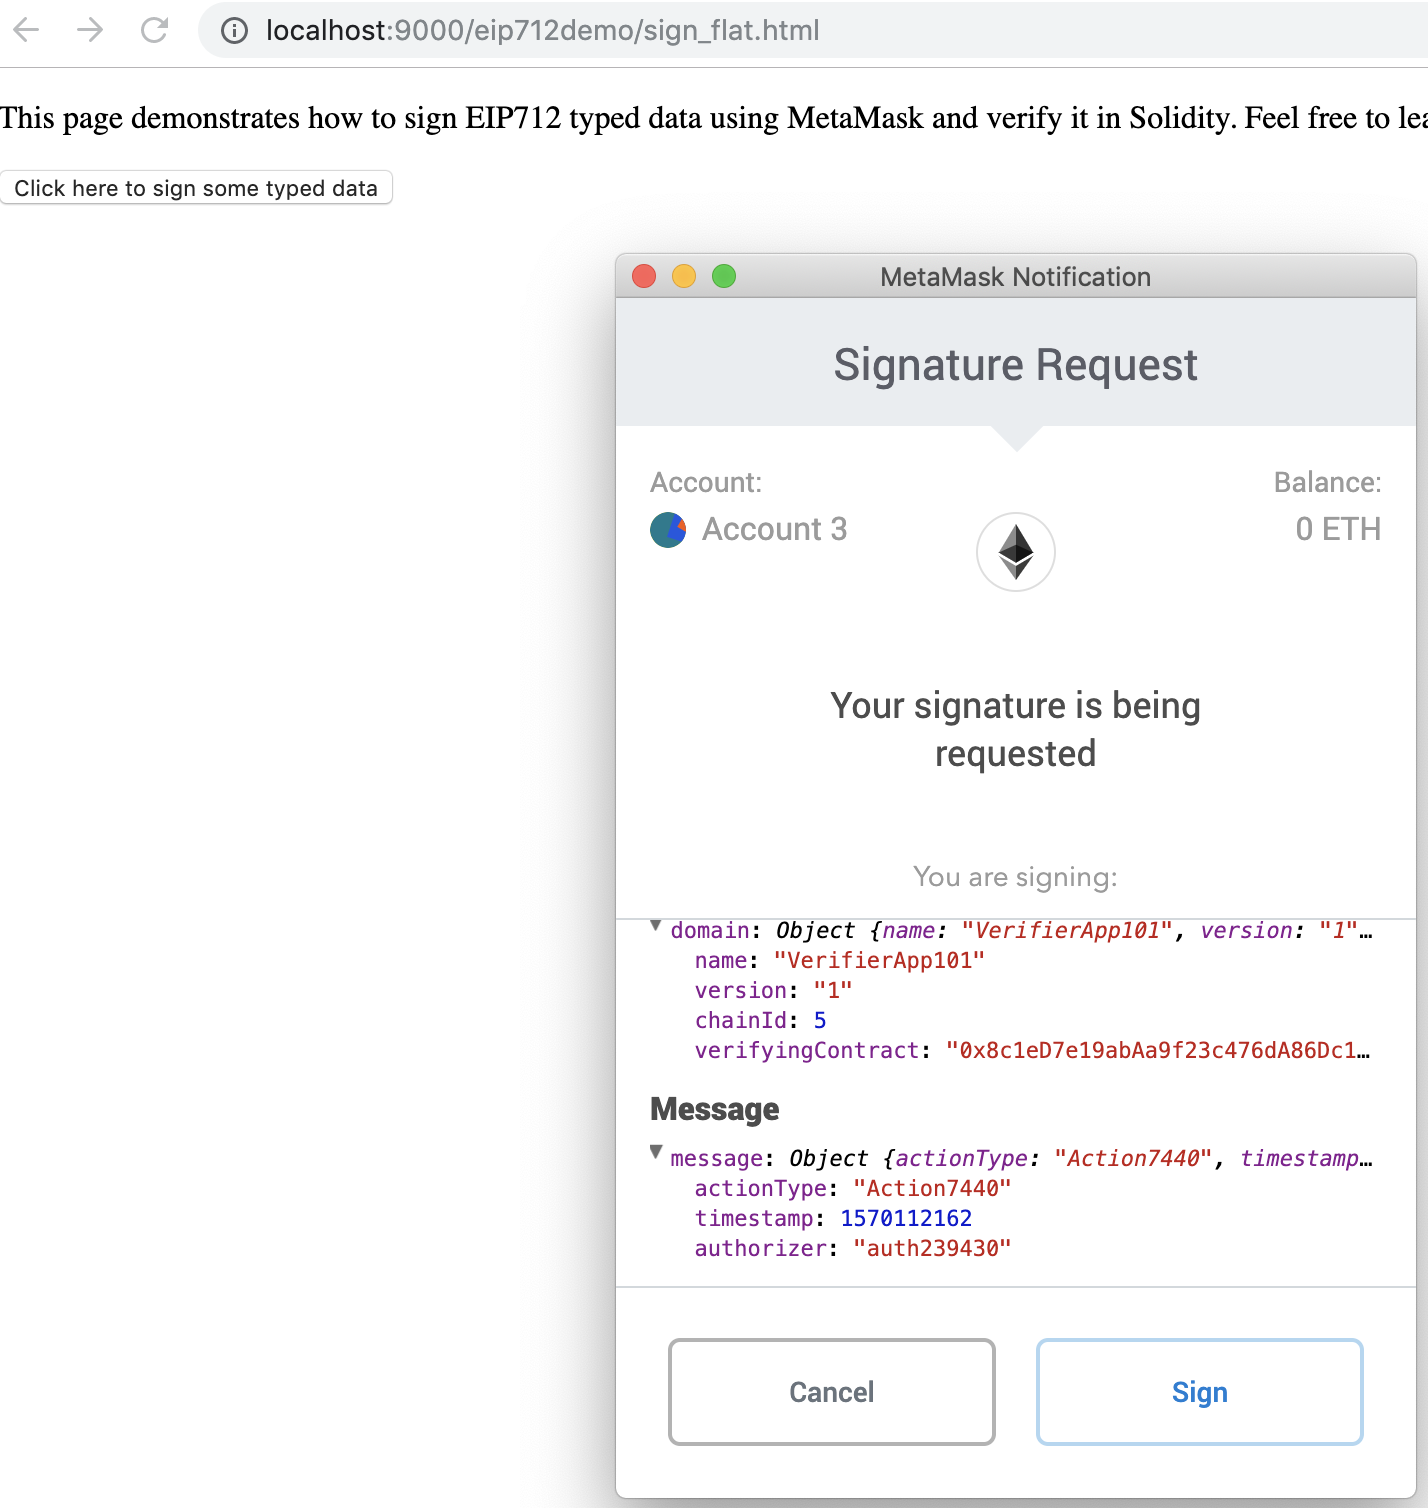 localhost:9000/eip712demo/sign_flat.html
This page demonstrates how to sign EIP712 typed data using MetaMask and verify it in Solidity. Feel free to
Click here to sign some typed data
MetaMask Notification
Signature Request
Account: Balance:
Account 3 0 ETH
Your signature is being
requested
You are signing:
domain: Object {name: "VerifierApp101", version: "1"…
name: "VerifierApp101"
version: "1"
chainId: 5
verifyingContract: "0x8c1eD7e19abAa9f23c476dA86Dc1…
Message
message: Object {actionType: "Action7440", timestamp…
actionType: "Action7440"
timestamp: 1570112162
authorizer: "auth239430"
Cancel Sign